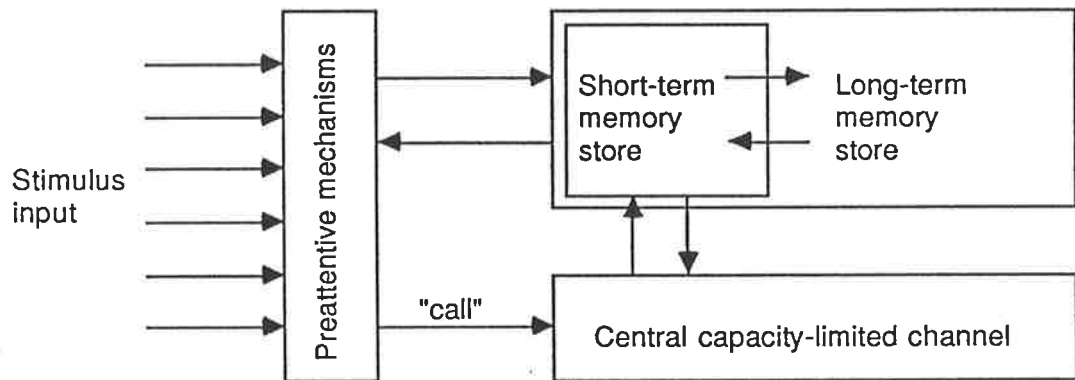 Stimulus
input
Preattentive mechanisms
Short-term
memory
store
Long-term
memory
store
"call"
Central capacity-limited channel